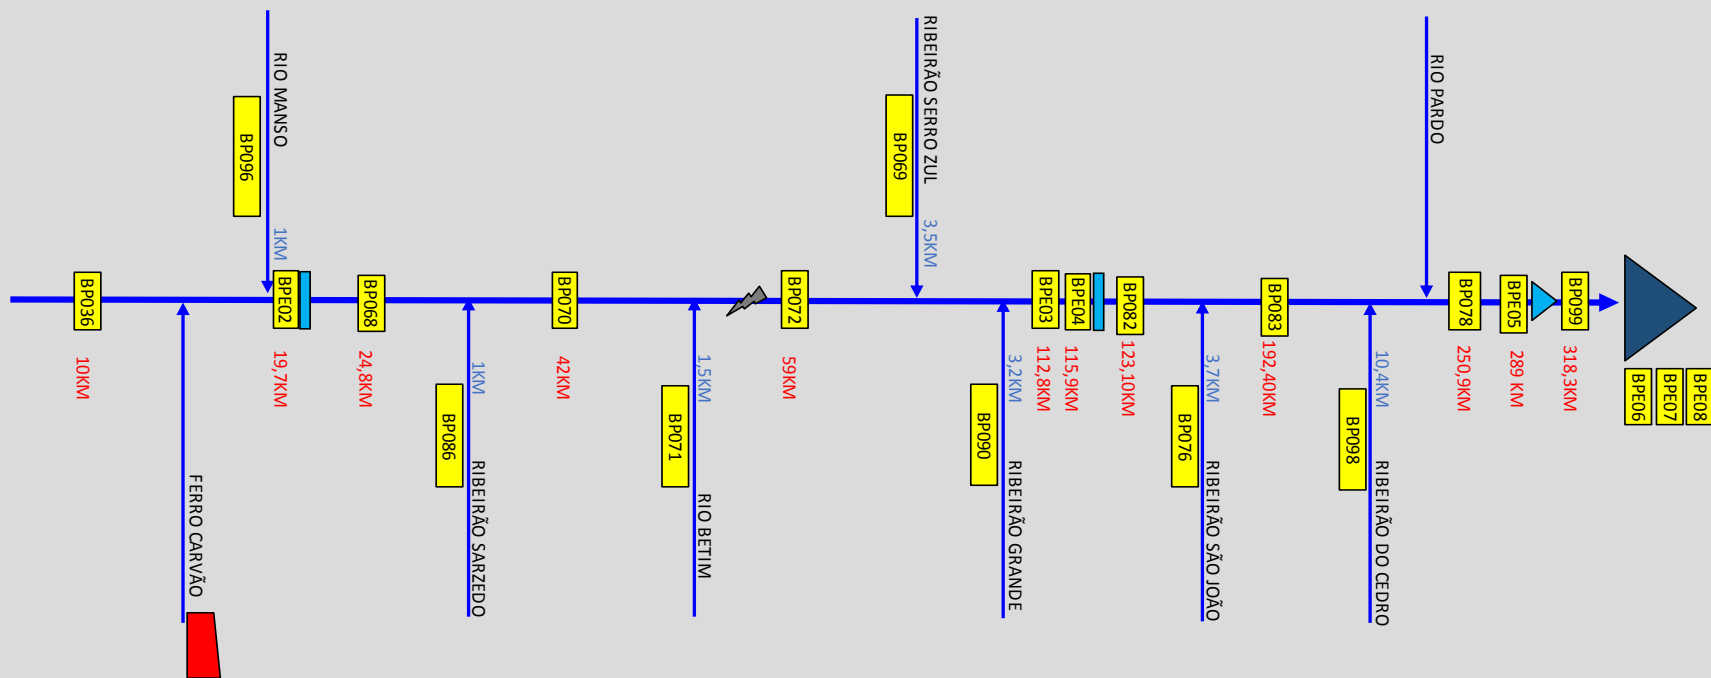 RIO MANSO
BP096
1KM
RIBEIRÃO SERRO ZUL
BP069
3,5KM
RIO PARDO
BP036
BPE02
BP068
BP070
BP072
BPE03
BPE04
BP082
BP083
BP078
BPE05
BP099
10KM
19,7KM
24,8KM
42KM
59KM
112,8KM
115,9KM
123,10KM
192,40KM
250,9KM
289 KM
318,3KM
BPE06
BPE07
BPE08
FERRO CARVÃO
1KM
BP086
RIBEIRÃO SARZEDO
1,5KM
BP071
RIO BETIM
3,2KM
BP090
RIBEIRÃO GRANDE
3,7KM
BP076
RIBEIRÃO SÃO JOÃO
10,4KM
BP098
RIBEIRÃO DO CEDRO